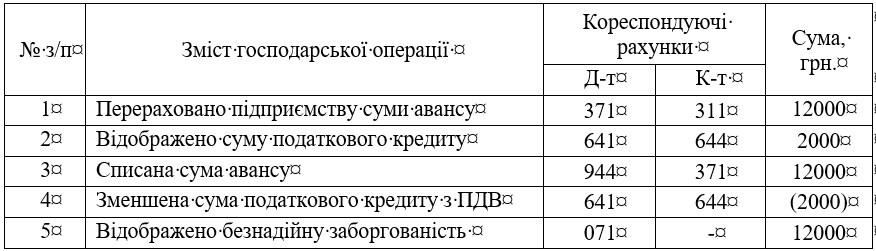 №·з/п¤ Зміст·господарської·операції·¤ Кореспондуючі· рахунки·¤ Сума,· грн.¤ ¤
Д-т¤ К-т·¤ ¤
1¤ Перераховано·підприємству·суми·авансу¤ 371¤ 311¤ 12000¤ ¤
2¤ Відображено·суму·податкового·кредиту¤ 641¤ 644¤ 2000¤ ¤
3¤ Списана·сума·авансу¤ 944¤ 371¤ 12000¤ ¤
4¤ Зменшена·сума·податкового·кредиту·з·ПДВ¤ 641¤ 644¤ (2000)¤ ¤
5¤ Відображено·безнадійну·заборгованість·¤ 071¤ -¤ 12000¤ ¤